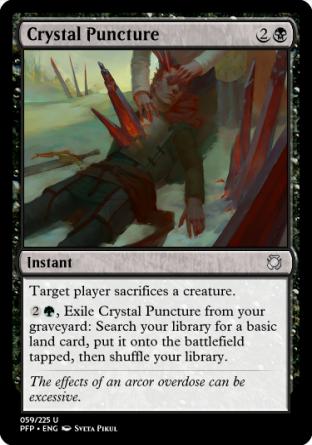 Crystal Puncture 2
Instant
Target player sacrifices a creature.
2 , Exile Crystal Puncture from your
graveyard: Search your library for a basic
land card, put it onto the battlefield
tapped, then shuffle your library.
The effects of an arcor overdose can be
excessive.
059/225 U
PFP • ENG Sveta Pikul